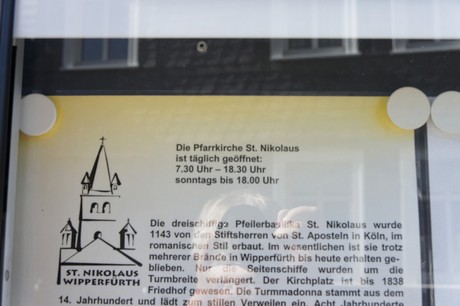 Die Pfarrkirche St. Nikolaus
ist täglich geöffnet:
7.30 Uhr – 18.30 Uhr
sonntags bis 18.00 Uhr
ST. NIKOLAUS
WIPPERFÜRTH
Die dreischiffige Pfeilerbasilika St. Nikolaus wurde
1143 von den Stiftsherren von St. Aposteln in Köln, im
romanischen Stil erbaut. Im wesentlichen ist sie trotz
mehrerer Brände in Wipperfürth bis heute erhalten ge-
blieben. Nur die Seitenschiffe wurden um die
Turmbreite verlängert. Der Kirchplatz ist bis 1838
Friedhof gewesen. Die Turmmadonna stammt aus dem
14. Jahrhundert und lädt zum stillen Verweilen ein. Acht Jahrhunderte